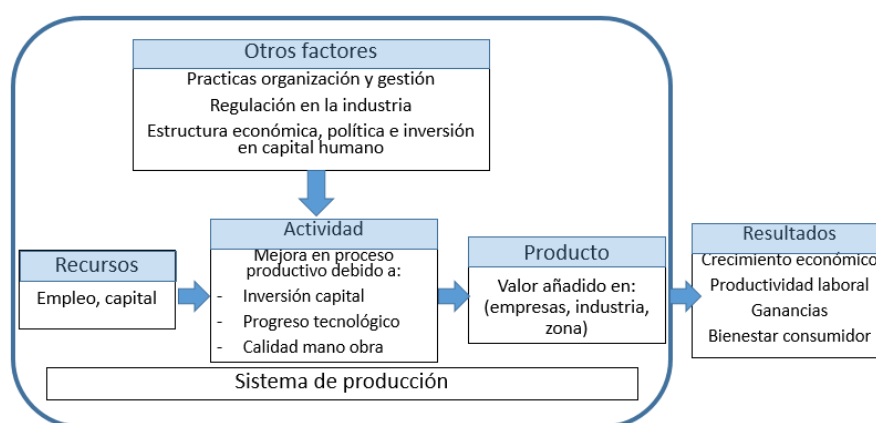 Otros factores
Practicas organización y gestión
Regulación en la industria
Estructura económica, política e inversión
en capital humano
Recursos
Empleo, capital
Actividad
Mejora en proceso
productivo debido a:
- Inversión capital
- Progreso tecnológico
- Calidad mano obra
Producto
Valor añadido en:
(empresas, industria,
zona)
Resultados
Crecimiento económico
Productividad laboral
Ganancias
Bienestar consumidor
Sistema de producción